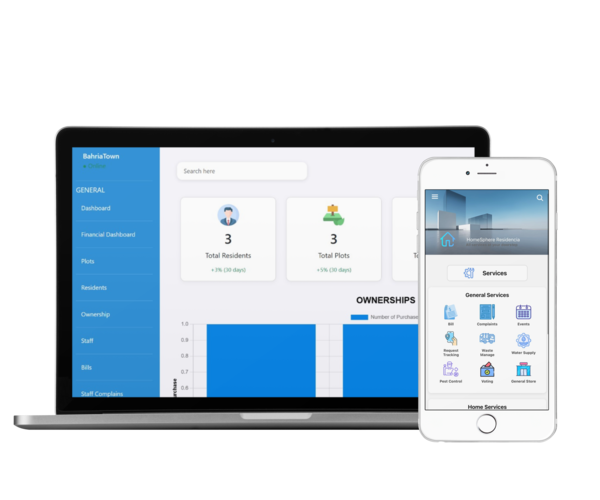 BahriaTown
GENERAL
Dashboard
Financial Dashboard
Plots
Residents
Ownership
Staff
Bills
Staff Complains
Search here
3
Total Residents
+3% (30 days)
3
Total Plots
+5% (30 days)
OWNERSHIPS
Number of Purchase
1.0
0.9
0.8
0.7
0.6
HomeSphere Residencia
Services
General Services
Bill
Complaints
Events
Request
Tracking
Waste
Manage
Water Supply
Pest Control
Voting
General Store
Home Services